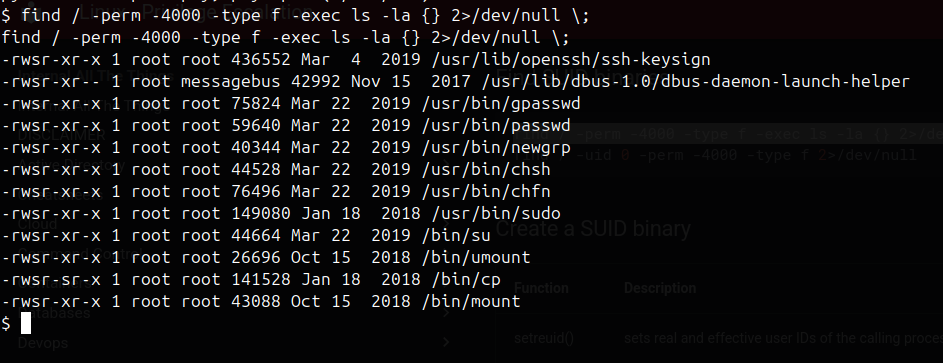 $ find / -perm -4000 -type f -exec ls -la {} 2>/dev/null \;
find / -perm -4000 -type f -exec ls -la {} 2>/dev/null \;
-rwsr-xr-x 1 root root 436552 Mar  4  2019 /usr/lib/openssh/ssh-keysign
-rwsr-xr-- 1 root messagebus 42992 Nov 15  2017 /usr/lib/dbus-1.0/dbus-daemon-launch-helper
-rwsr-xr-x 1 root root 75824 Mar 22  2019 /usr/bin/gpasswd
-rwsr-xr-x 1 root root 59640 Mar 22  2019 /usr/bin/passwd
-rwsr-xr-x 1 root root 40344 Mar 22  2019 /usr/bin/newgrp
-rwsr-xr-x 1 root root 44528 Mar 22  2019 /usr/bin/chsh
-rwsr-xr-x 1 root root 76496 Mar 22  2019 /usr/bin/chfn
-rwsr-xr-x 1 root root 149080 Jan 18  2018 /usr/bin/sudo
-rwsr-xr-x 1 root root 44664 Mar 22  2019 /bin/su
-rwsr-xr-x 1 root root 26696 Oct 15  2018 /bin/umount
-rwsr-sr-x 1 root root 141528 Jan 18  2018 /bin/cp
-rwsr-xr-x 1 root root 43088 Oct 15  2018 /bin/mount
$
-perm -4000 -type f -exec ls -la {} 2>/de
-uid 0 -perm -4000 -type f 2>/dev/null
Create a SUID binary
Function Description
Databases
Devops
setreuid() sets real and effective user IDs of the calling proce